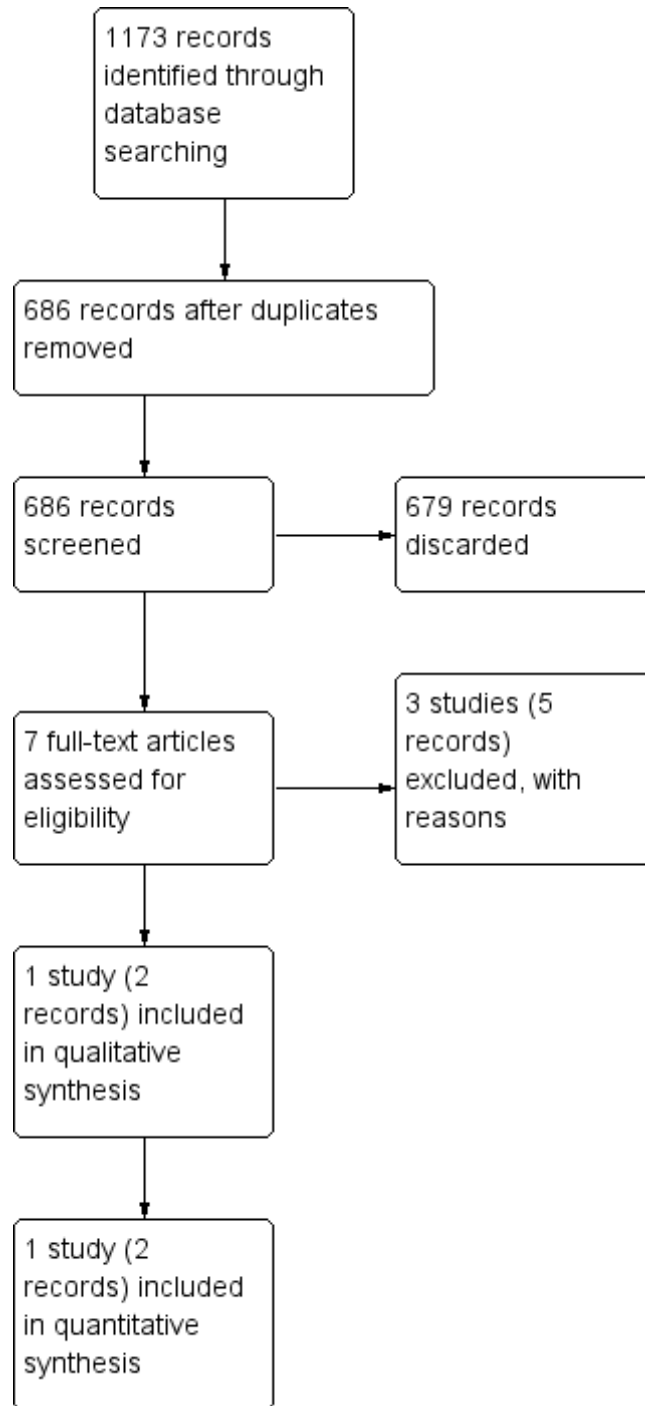 1173 records
identified through
database
searching
686 records after duplicates
removed
686 records
screened
679 records
discarded
7 full-text articles
assessed for
eligibility
3 studies (5
records)
excluded, with
reasons
1 study (2
records) included
in qualitative
synthesis
1 study (2
records) included
in quantitative
synthesis